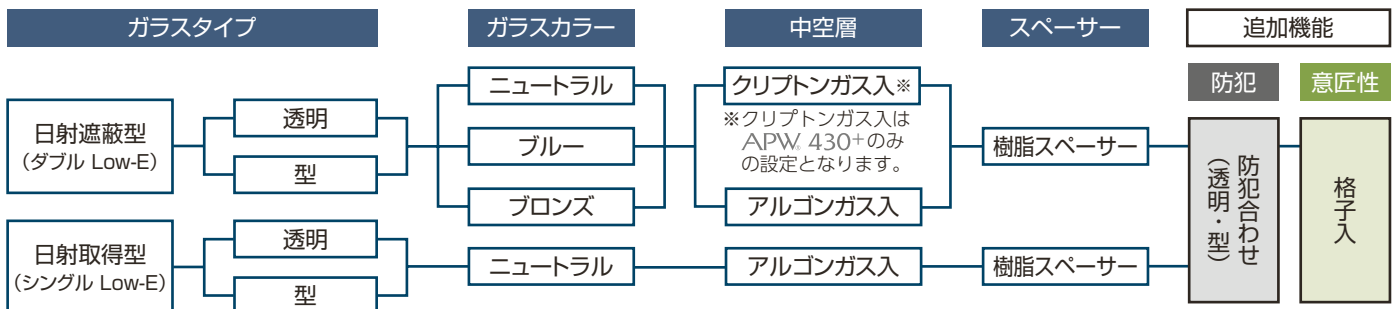 ガラスタイプ
ガラスカラー
中空層
スペーサー
追加機能
防犯
意匠性
日射遮蔽型
(ダブル Low-E)
透明
型
ニュートラル
ブルー
ブロンズ
クリプトンガス入※
※クリプトンガス入は
APW 430+のみ
の設定となります。
アルゴンガス入
樹脂スペーサー
日射取得型
(シングル Low-E)
透明
型
ニュートラル
アルゴンガス入
樹脂スペーサー
防犯合わせ
(透明・型)
格子入